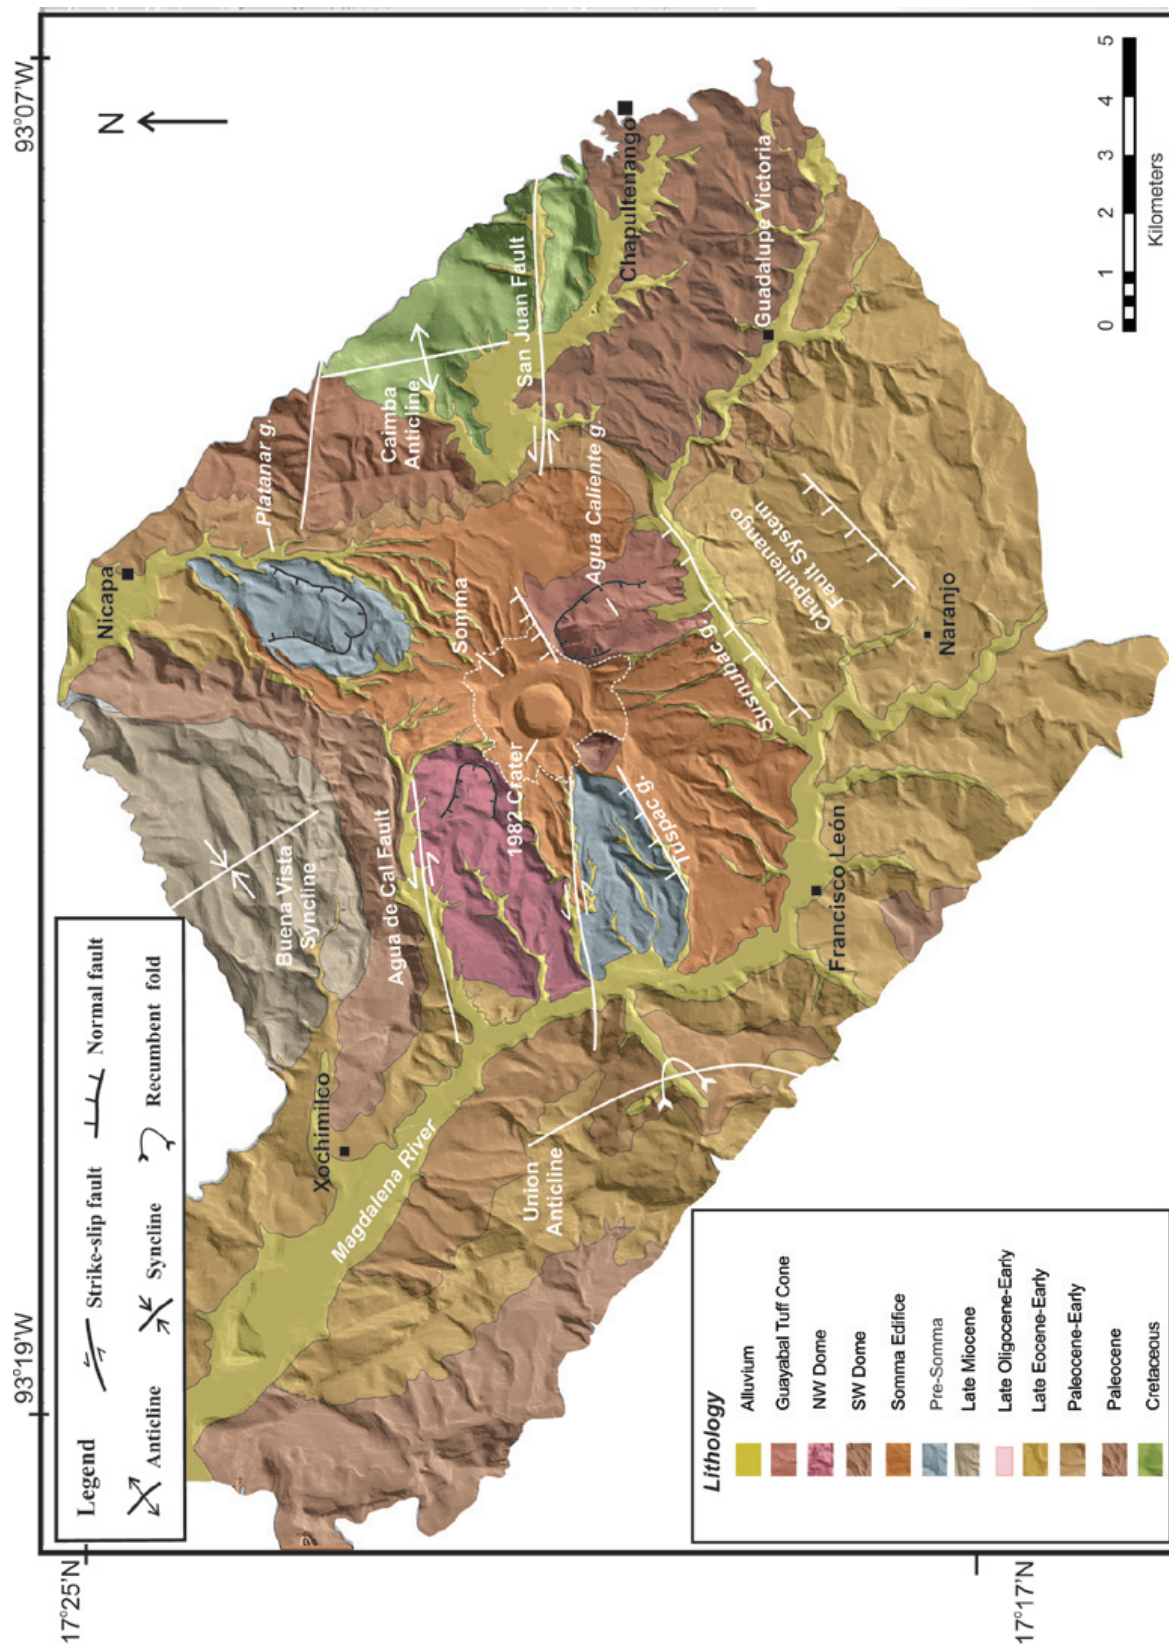 93°19'W
93°07'W
17°25'N
17°17'N
N
Legend
Strike-slip fault
Normal fault
Anticline
Syncline
Recumbent fold
Nicapa
Platanar g.
Caimba
Anticline
San Juan Fault
Chapultenango
Guadalupe Victoria
Agua Caliente g.
Somma
Buena Vista
Syncline
Agua de Cal Fault
1982 Crater
Xochimilco
Magdalena River
Union
Anticline
Tuspac g.
Susnubac g.
Chapultenango
Fault System
Naranjo
Francisco León
0 1 2 3 4 5
Kilometers
Lithology
Alluvium
Guayabal Tuff Cone
NW Dome
SW Dome
Somma Edifice
Pre-Somma
Late Miocene
Late Oligocene-Early
Late Eocene-Early
Paleocene-Early
Paleocene
Cretaceous